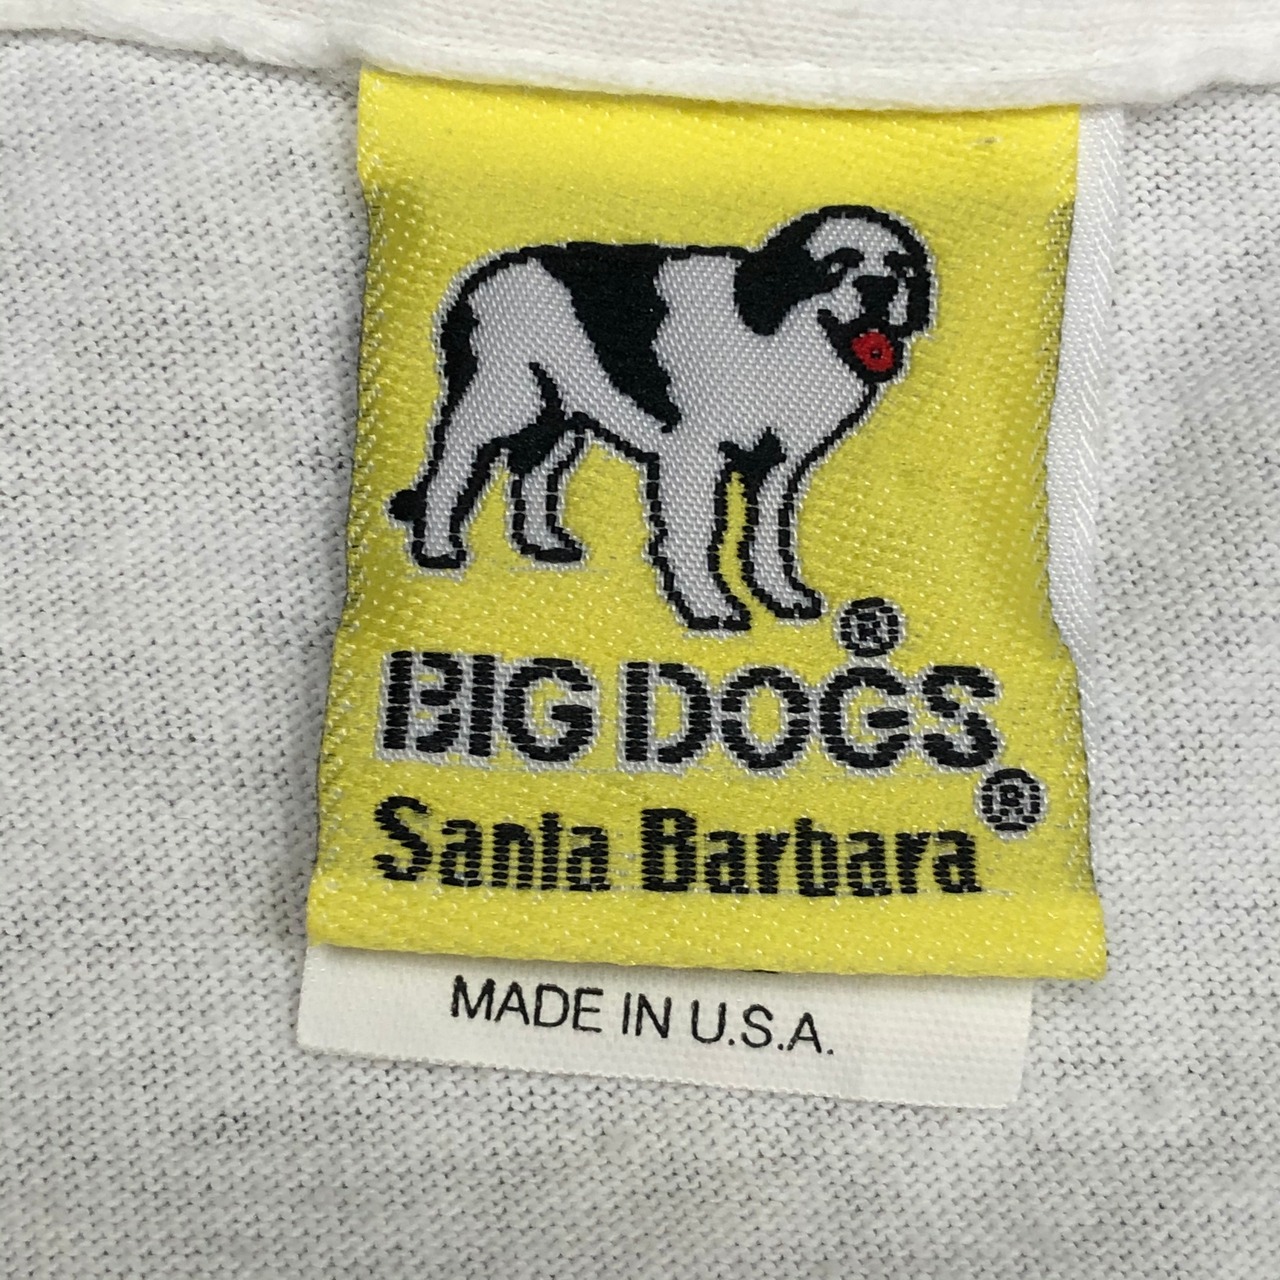 ®
BIG DOGS
®
Santa Barbara
MADE IN U.S.A.